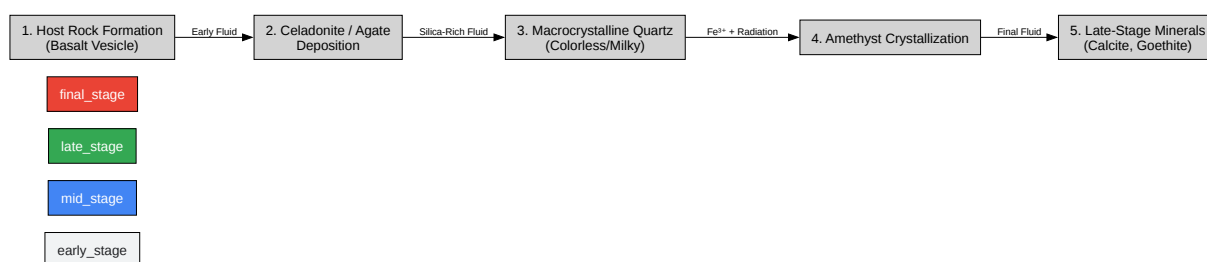 1. Host Rock Formation
(Basalt Vesicle)
Early Fluid
2. Celadonite / Agate
Deposition
Silica-Rich Fluid
3. Macrocrystalline Quartz
(Colorless/Milky)
Fe³⁺ + Radiation
4. Amethyst Crystallization
Final Fluid
5. Late-Stage Minerals
(Calcite, Goethite)
final_stage
late_stage
mid_stage
early_stage